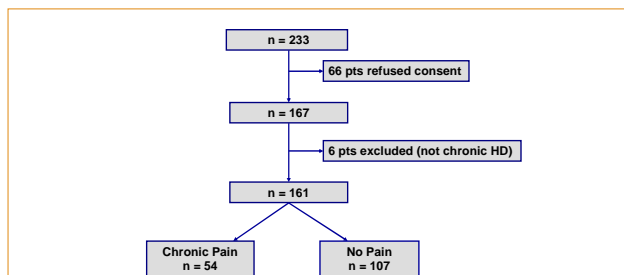 n = 233
66 pts refused consent
n = 167
6 pts excluded (not chronic HD)
n = 161
Chronic Pain
n = 54
No Pain
n = 107